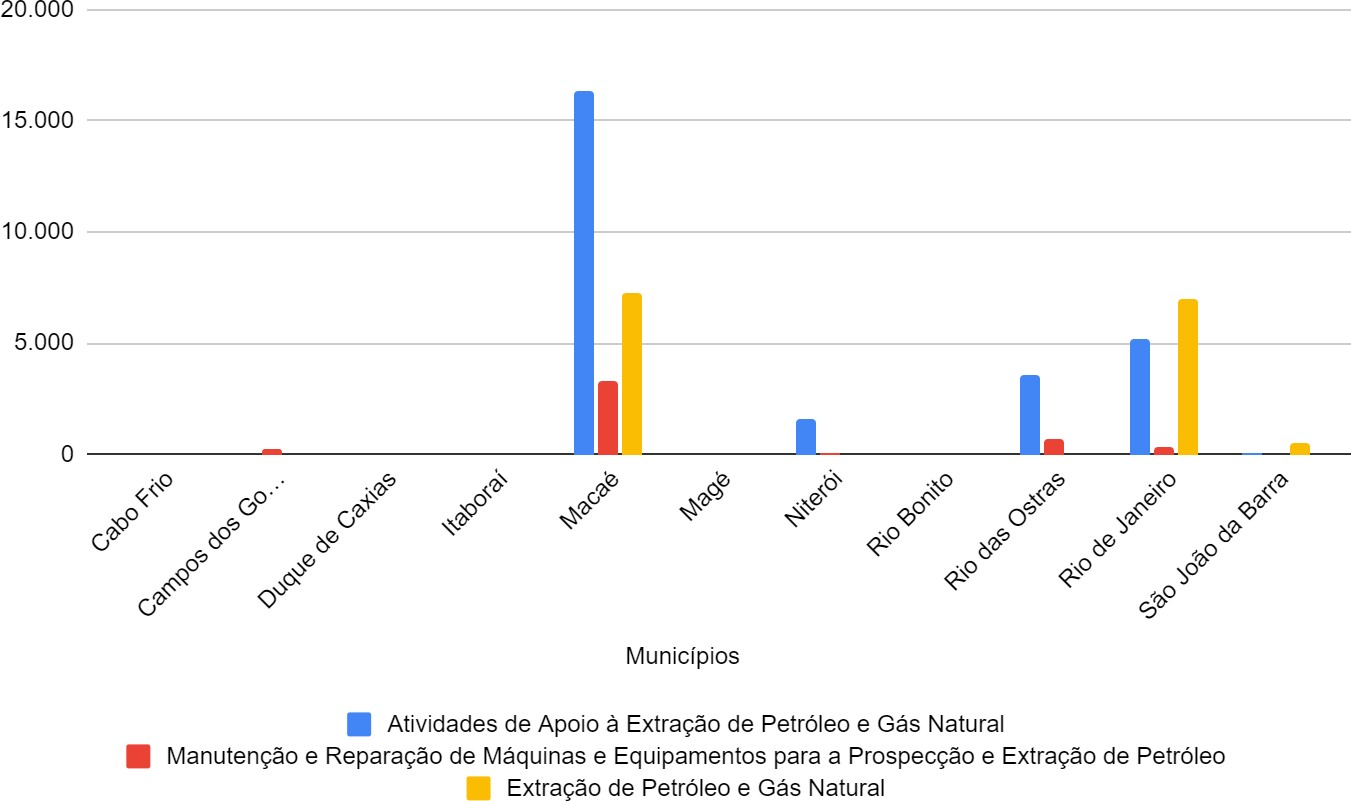 20.000
15.000
10.000
5.000
0
Cabo Frio
Campos dos Go...
Duque de Caxias
Itaboraí
Macaé
Magé
Niterói
Rio Bonito
Rio das Ostras
Rio de Janeiro
São João da Barra
Municípios
Atividades de Apoio à Extração de Petróleo e Gás Natural
Manutenção e Reparação de Máquinas e Equipamentos para a Prospecção e Extração de Petróleo
Extração de Petróleo e Gás Natural